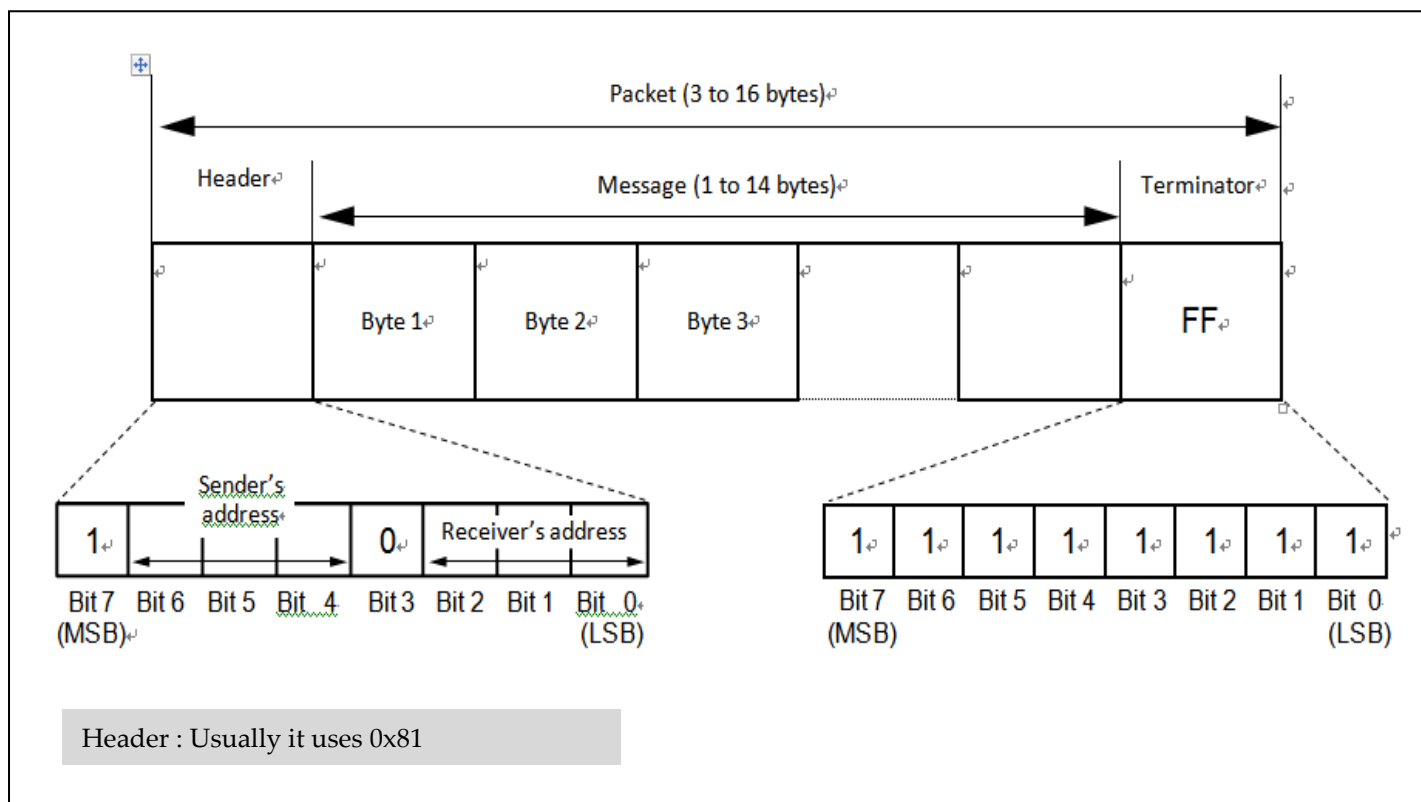 Packet (3 to 16 bytes)
Header
Message (1 to 14 bytes)
Terminator
Byte 1
Byte 2
Byte 3
FF
Sender's
address
1
0
Receiver's address
Bit 7
Bit 6
Bit 5
Bit 4
Bit 3
Bit 2
Bit 1
Bit 0
(MSB)
(LSB)
1
1
1
1
1
1
1
1
Bit 7
Bit 6
Bit 5
Bit 4
Bit 3
Bit 2
Bit 1
Bit 0
(MSB)
(LSB)
Header : Usually it uses 0x81